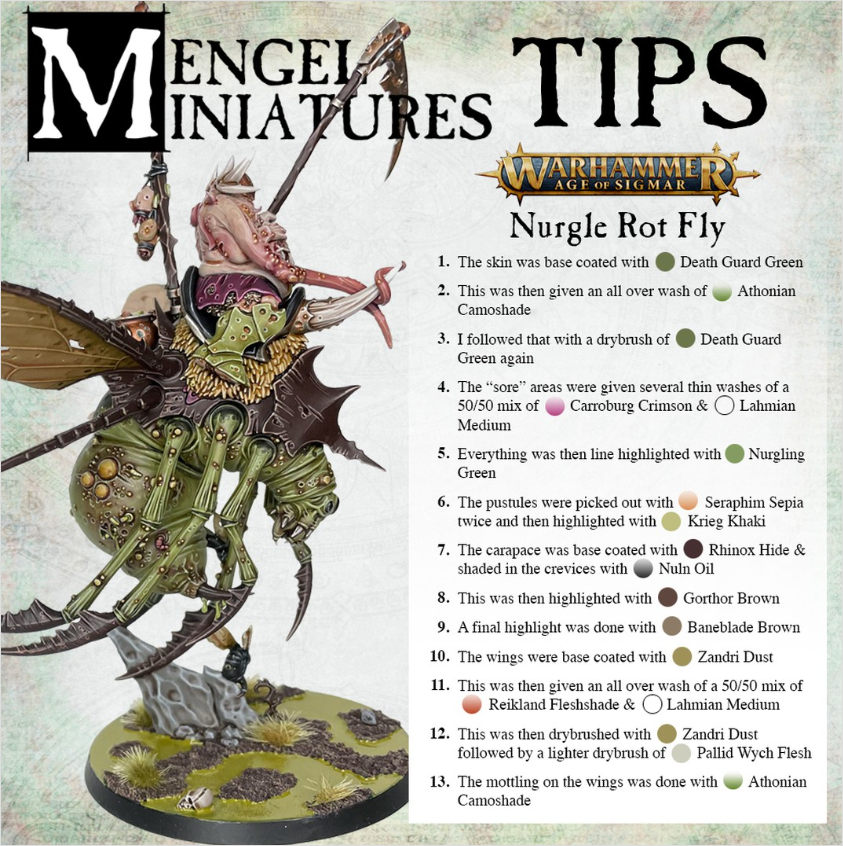 MENGEL
MINIATURES
TIPS
WARHAMMER
AGE OF SIGMAR
Nurgle Rot Fly
1. The skin was base coated with Death Guard Green
2. This was then given an all over wash of Athonian
Camoshade
3. I followed that with a drybrush of Death Guard
Green again
4. The “sore” areas were given several thin washes of a
50/50 mix of Carroburg Crimson & Lahmian
Medium
5. Everything was then line highlighted with Nurgling
Green
6. The pustules were picked out with Seraphim Sepia
twice and then highlighted with Krieg Khaki
7. The carapace was base coated with Rhinox Hide &
shaded in the crevices with Nuln Oil
8. This was then highlighted with Gorthor Brown
9. A final highlight was done with Baneblade Brown
10. The wings were base coated with Zandri Dust
11. This was then given an all over wash of a 50/50 mix of
Reikland Fleshshade & Lahmian Medium
12. This was then drybrushed with Zandri Dust
followed by a lighter drybrush of Pallid Wych Flesh
13. The mottling on the wings was done with Athonian
Camoshade